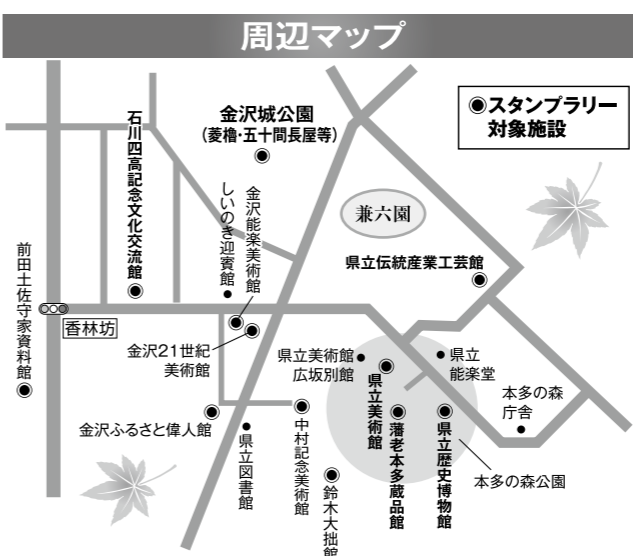 周辺マップ
◉スタンプラリー
対象施設
金沢城公園
(菱櫓・五十間長屋等)
石川四高記念文化交流館
しいのき迎賓館
金沢能楽美術館
兼六園
県立伝統産業工芸館
前田土佐守家資料館
香林坊
金沢21世紀
美術館
県立美術館
広坂別館
県立
能楽堂
県立美術館
藩老本多蔵品館
県立歴史博物館
本多の森
庁舎
本多の森公園
金沢ふるさと偉人館
県立図書館
中村記念美術館
鈴木大拙館